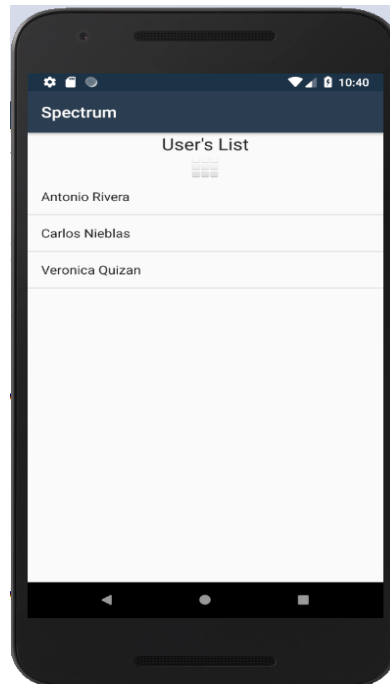 10:40
Spectrum
User's List
Antonio Rivera
Carlos Nieblas
Veronica Quizan